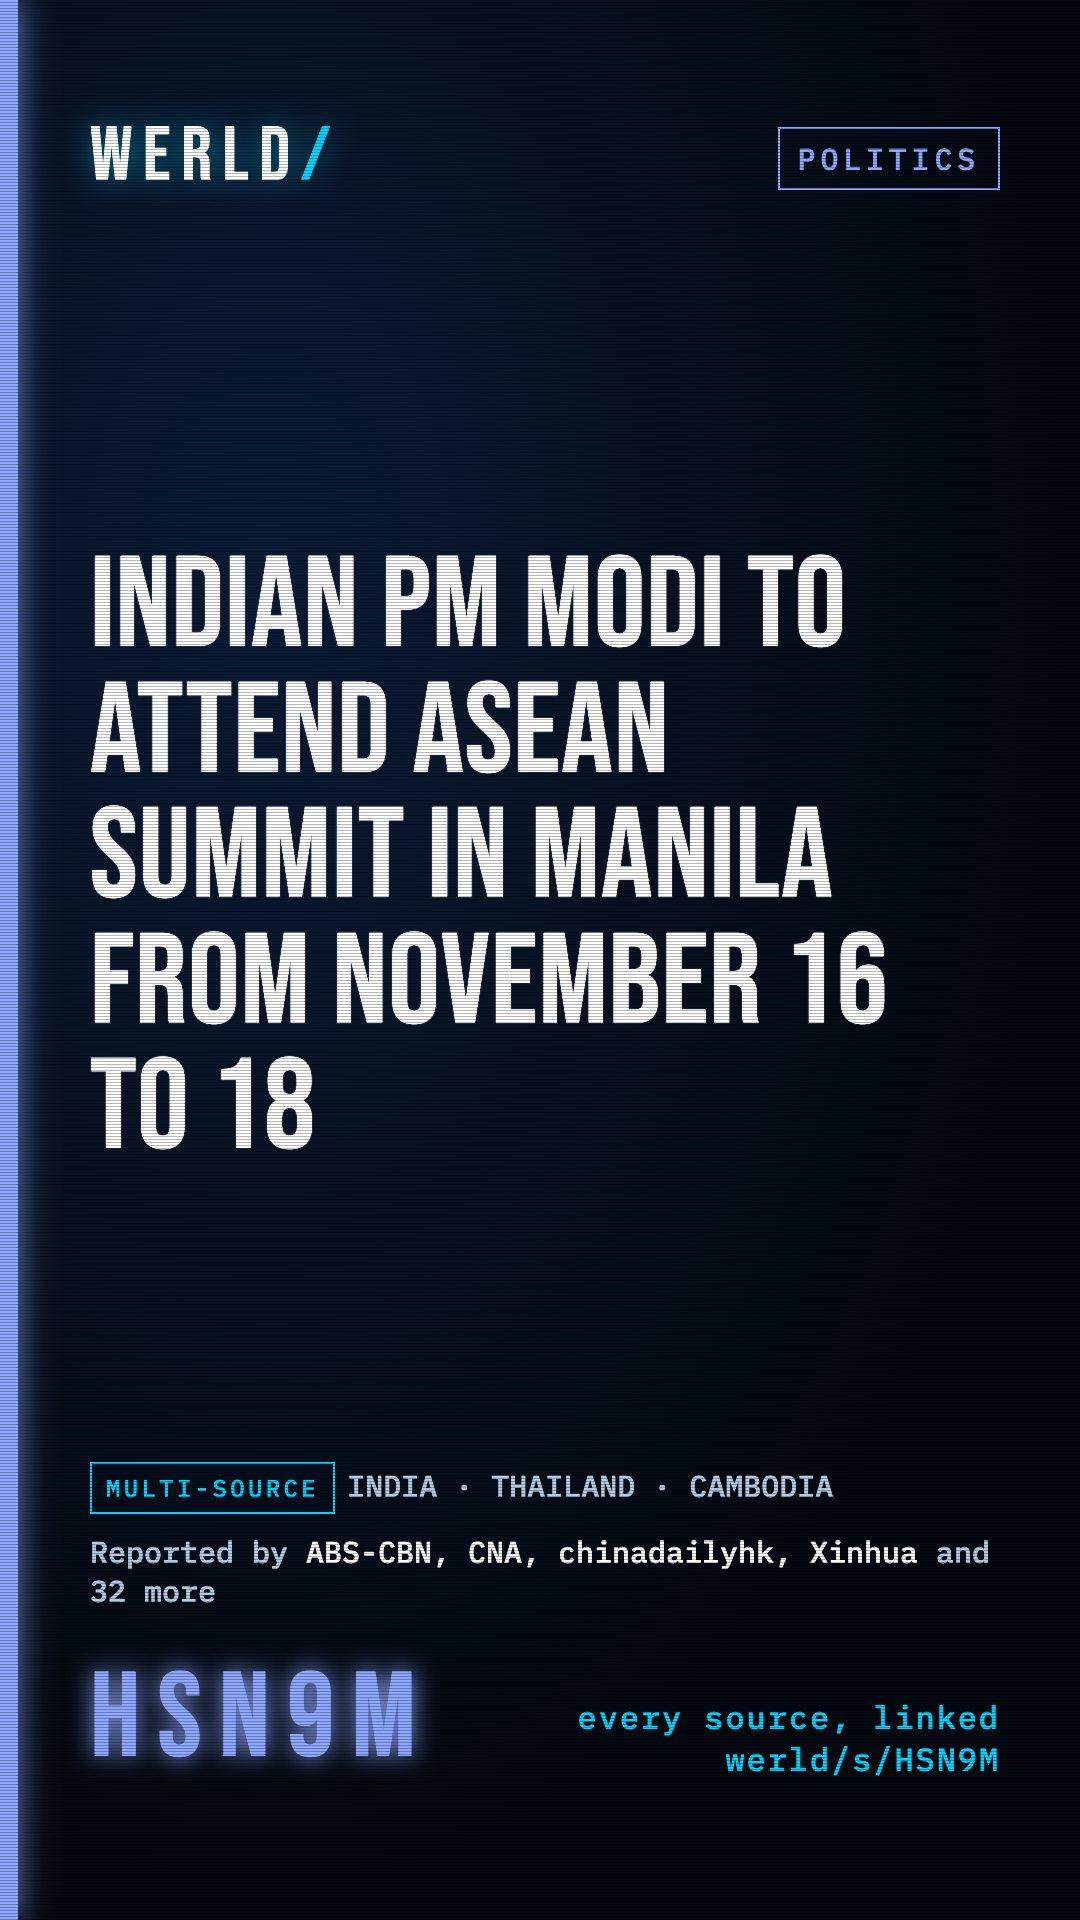 WERLD/
POLITICS
INDIAN PM MODI TO
ATTEND ASEAN
SUMMIT IN MANILA
FROM NOVEMBER 16
TO 18
MULTI-SOURCE INDIA · THAILAND · CAMBODIA
Reported by ABS-CBN, CNA, chinadailyhk, Xinhua and
32 more
HSN9M
every source, linked
werld/s/HSN9M